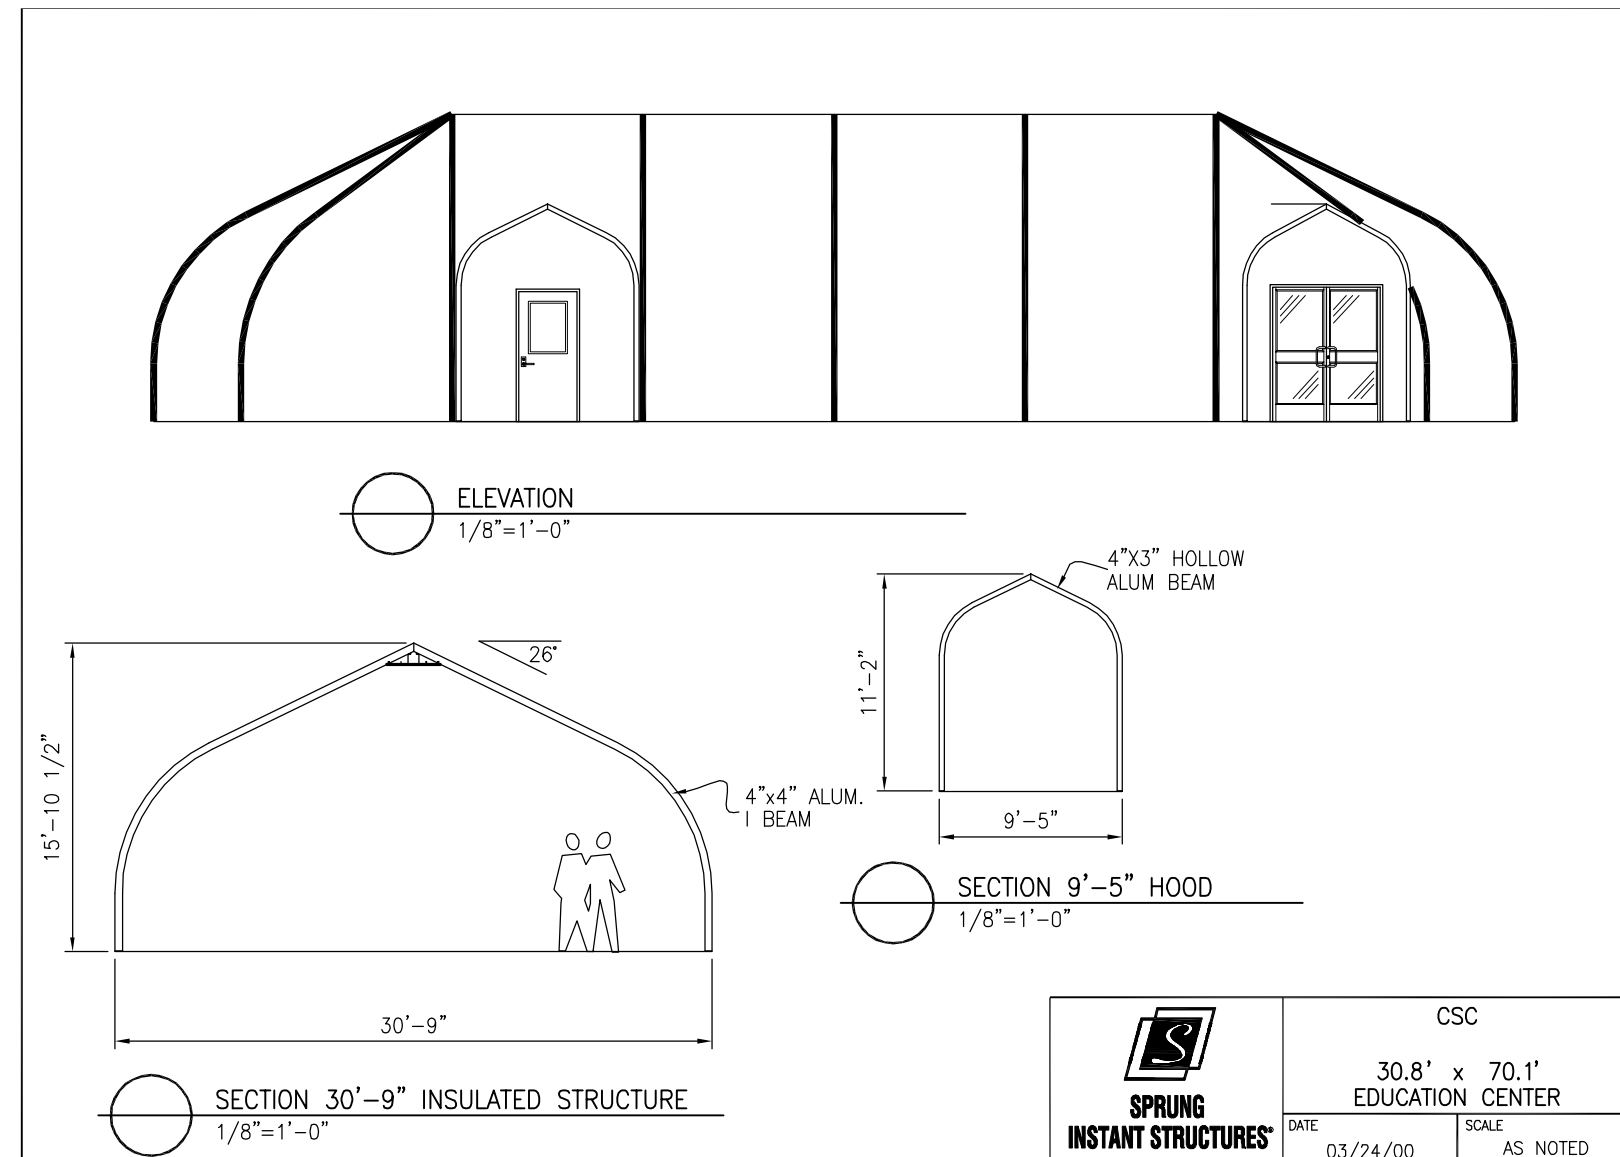 ELEVATION
1/8"=1'-0"
4"X3" HOLLOW
ALUM BEAM
26°
11'-2"
15'-10 1/2"
4"x4" ALUM.
I BEAM
9'-5"
SECTION 9'-5" HOOD
1/8"=1'-0"
30'-9"
SECTION 30'-9" INSULATED STRUCTURE
1/8"=1'-0"
S
SPRUNG
INSTANT STRUCTURES®
CSC
30.8' x 70.1'
EDUCATION CENTER
DATE
03/24/00
SCALE
AS NOTED